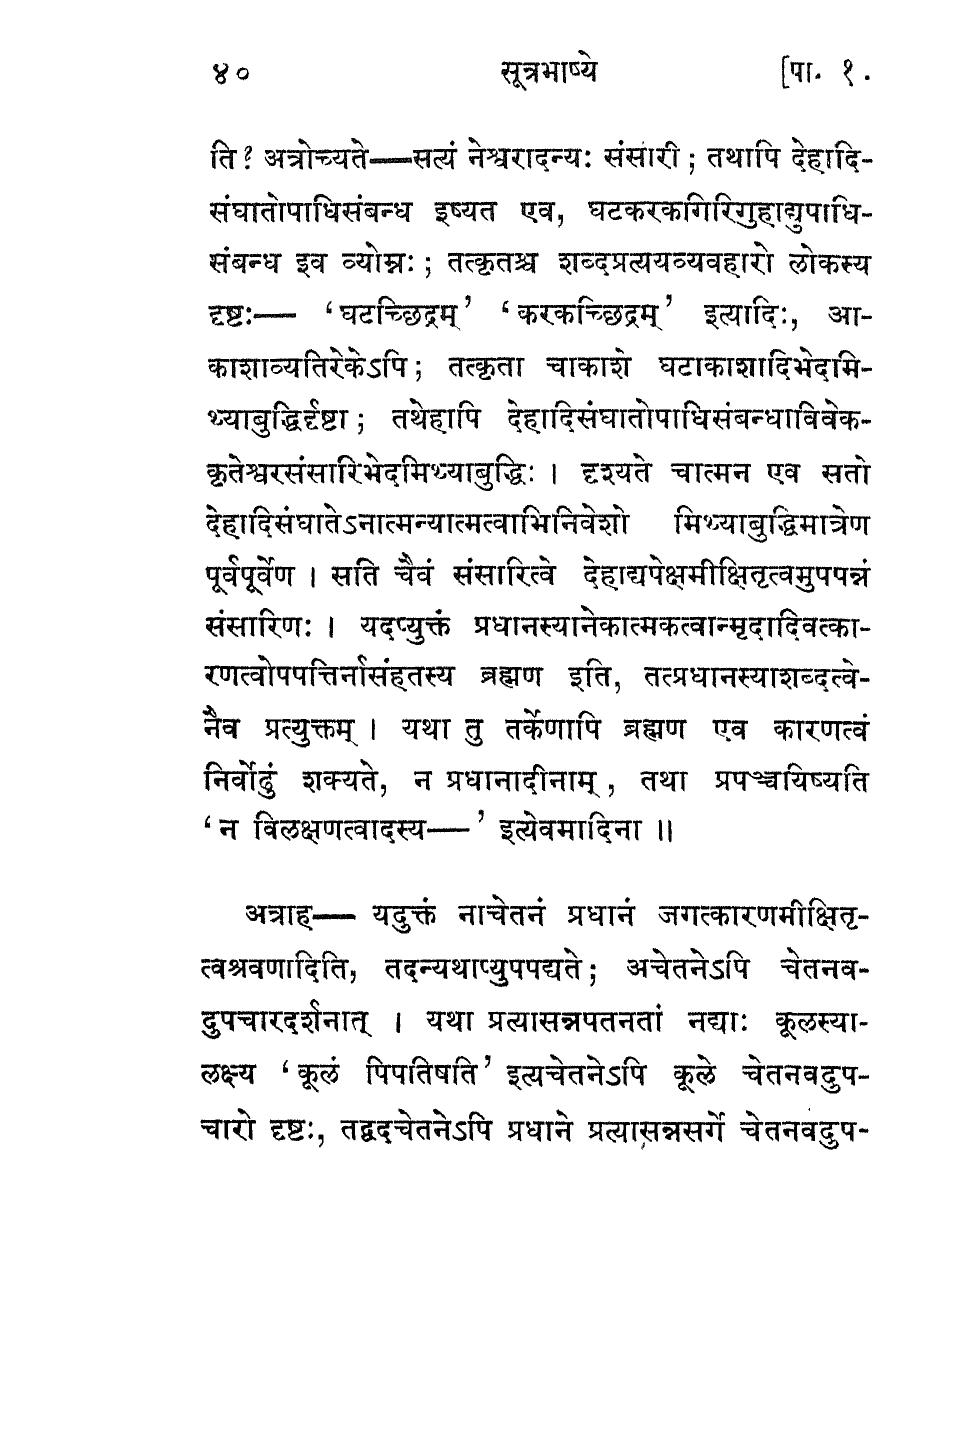 ४० सूत्रभाष्ये [पा. १.
ति? अत्रोच्यते—सत्यं नेश्वरादन्यः संसारी; तथापि देहादि-
संघातोपाधिसंबन्ध इष्यत एव, घटकरकगिरिगुहाद्युपाधि-
संबन्ध इव व्योम्नः; तत्कृतश्च शब्दप्रत्ययव्यवहारो लोकस्य
दृष्टः— ‘घटच्छिद्रम्’ ‘करकच्छिद्रम्’ इत्यादिः, आ-
काशाव्यतिरेकेऽपि; तत्कृता चाकाशे घटाकाशादिभेदामि-
थ्याबुद्धिर्दृष्टा; तथेहापि देहादिसंघातोपाधिसंबन्धाविवेक-
कृतेश्वरसंसारिभेदमिथ्याबुद्धिः। दृश्यते चात्मन एव सतो
देहादिसंघातेऽनात्मन्यात्मत्वाभिनिवेशो मिथ्याबुद्धिमात्रेण
पूर्वपूर्वेण। सति चैवं संसारित्वे देहाद्यपेक्षमीक्षितृत्वमुपपन्नं
संसारिणः। यदप्युक्तं प्रधानस्यानेकात्मकत्वान्मृदादिवत्का-
रणत्वोपपत्तिर्नासंहतस्य ब्रह्मण इति, तत्प्रधानस्याशब्दत्वे-
नैव प्रत्युक्तम्। यथा तु तर्केणापि ब्रह्मण एव कारणत्वं
निर्वोढुं शक्यते, न प्रधानादीनाम्, तथा प्रपञ्चयिष्यति
‘न विलक्षणत्वादस्य—’ इत्येवमादिना॥
अत्राह— यदुक्तं नाचेतनं प्रधानं जगत्कारणमीक्षितृ-
त्वश्रवणादिति, तदन्यथाप्युपपद्यते; अचेतनेऽपि चेतनव-
दुपचारदर्शनात्। यथा प्रत्यासन्नपतनतां नद्याः कूलस्या-
लक्ष्य ‘कूलं पिपतिषति’ इत्यचेतनेऽपि कूले चेतनवदुप-
चारो दृष्टः, तद्वदचेतनेऽपि प्रधाने प्रत्यासन्नसर्गे चेतनवदुप-